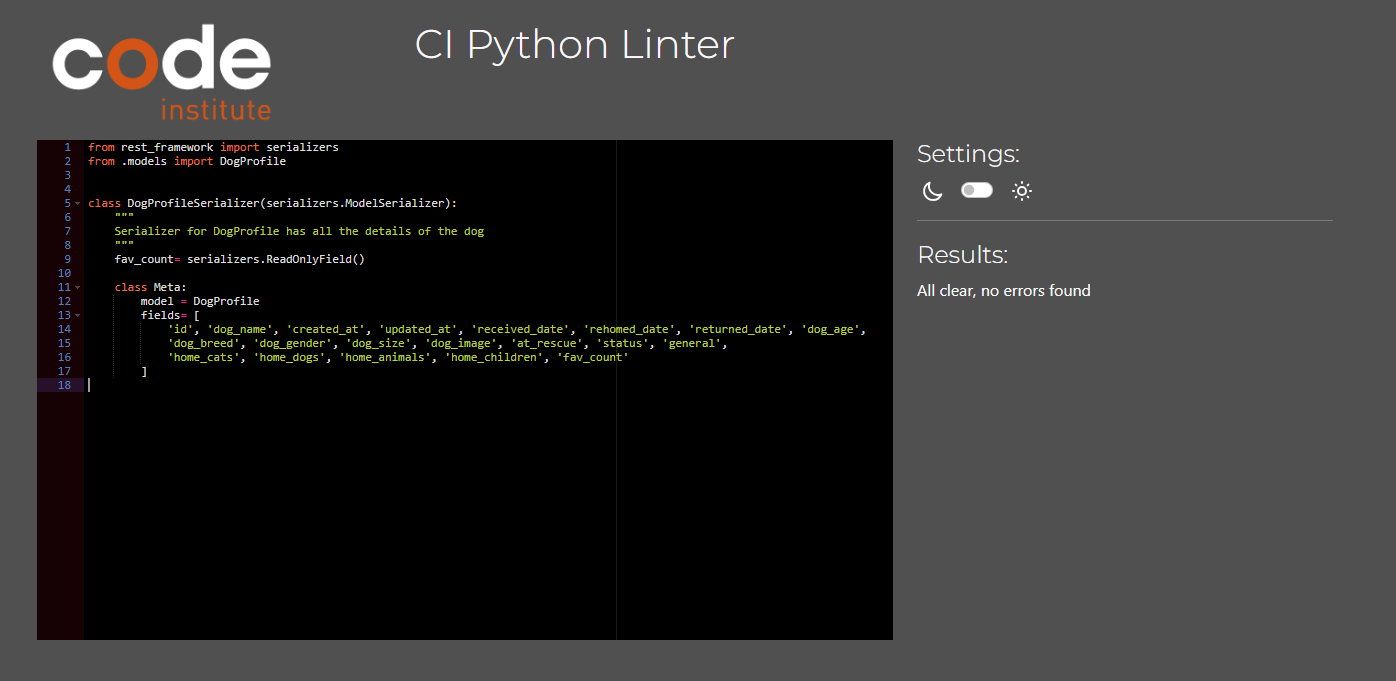 code
institute
CI Python Linter
1 from rest_framework import serializers
2 from .models import DogProfile
3
4
5 class DogProfileSerializer(serializers.ModelSerializer):
6 """
7 Serializer for DogProfile has all the details of the dog
8 """
9 fav_count= serializers.ReadOnlyField()
10
11 class Meta:
12 model = DogProfile
13 fields= [
14 'id', 'dog_name', 'created_at', 'updated_at', 'received_date', 'rehomed_date', 'returned_date', 'dog_age',
15 'dog_breed', 'dog_gender', 'dog_size', 'dog_image', 'at_rescue', 'status', 'general',
16 'home_cats', 'home_dogs', 'home_animals', 'home_children', 'fav_count'
17 ]
18
Settings:
Results:
All clear, no errors found